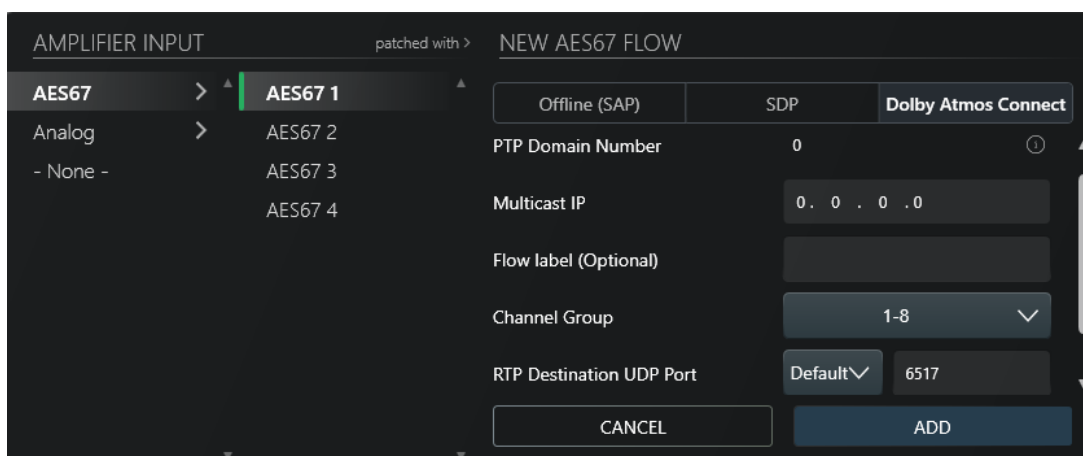 AMPLIFIER INPUT
patched with >
AES67
Analog
- None -
AES67 1
AES67 2
AES67 3
AES67 4
NEW AES67 FLOW
Offline (SAP)
SDP
Dolby Atmos Connect
PTP Domain Number
0
Multicast IP
0. 0 . 0 .0
Flow label (Optional)
Channel Group
1-8
RTP Destination UDP Port
Default
6517
CANCEL
ADD